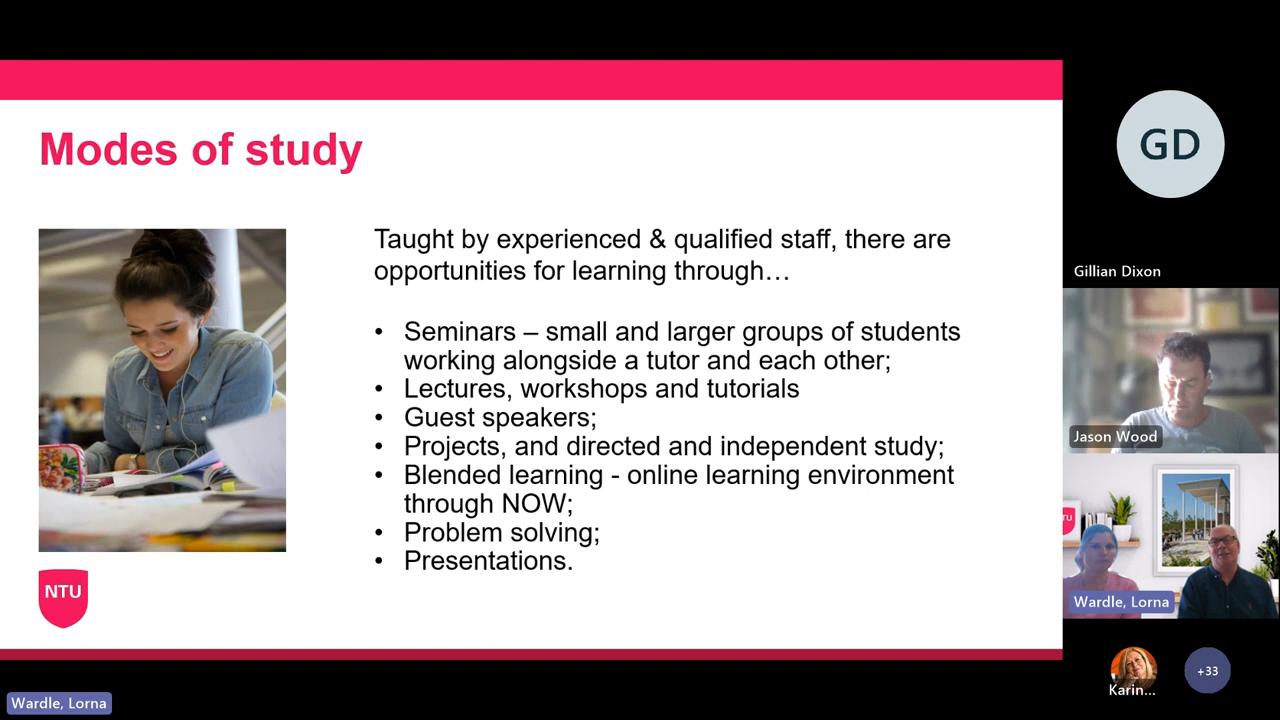 Modes of study
Taught by experienced & qualified staff, there are
opportunities for learning through…
• Seminars – small and larger groups of students
working alongside a tutor and each other;
• Lectures, workshops and tutorials
• Guest speakers;
• Projects, and directed and independent study;
• Blended learning - online learning environment
through NOW;
• Problem solving;
• Presentations.
NTU
Wardle, Lorna
GD
Gillian Dixon
Jason Wood
TU
Wardle, Lorna
Karin...
+33